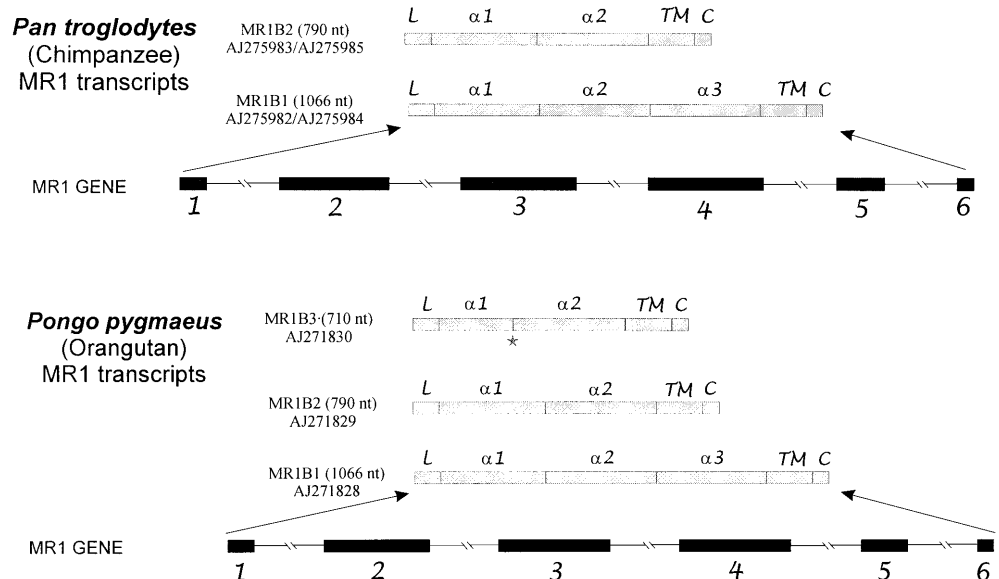 Pan troglodytes
(Chimpanzee)
MR1 transcripts
L α1 α2 TM C
MR1B2 (790 nt)
AJ275983/AJ275985
L α1 α2 α3 TM C
MR1B1 (1066 nt)
AJ275982/AJ275984
MR1 GENE
1 2 3 4 5 6
Pongo pygmaeus
(Orangutan)
MR1 transcripts
L α1 α2 TM C
MR1B3·(710 nt)
AJ271830
*
L α1 α2 TM C
MR1B2 (790 nt)
AJ271829
L α1 α2 α3 TM C
MR1B1 (1066 nt)
AJ271828
MR1 GENE
1 2 3 4 5 6